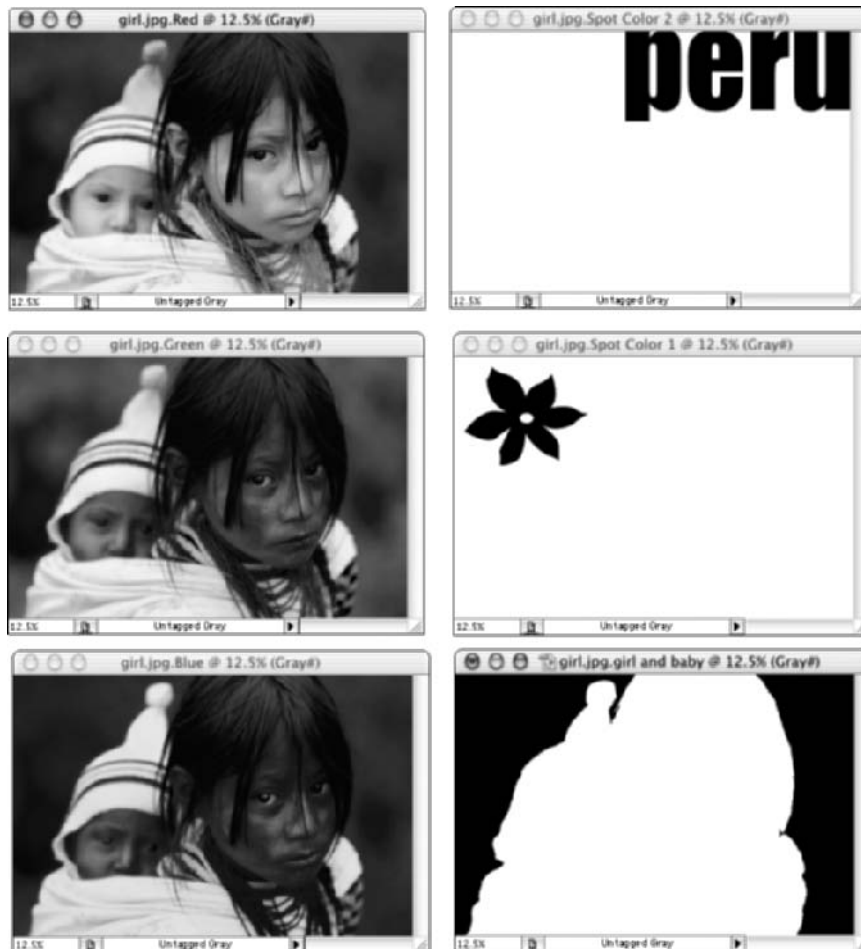 girl.jpg.Red @ 12.5% (Gray#)
12.5%
Untagged Gray
girl.jpg.Spot Color 2 @ 12.5% (Gray#)
peru
12.5%
Untagged Gray
girl.jpg.Green @ 12.5% (Gray#)
12.5%
Untagged Gray
girl.jpg.Spot Color 1 @ 12.5% (Gray#)
12.5%
Untagged Gray
girl.jpg.Blue @ 12.5% (Gray#)
12.5%
Untagged Gray
girl.jpg.girl and baby @ 12.5% (Gray#)
12.5%
Untagged Gray